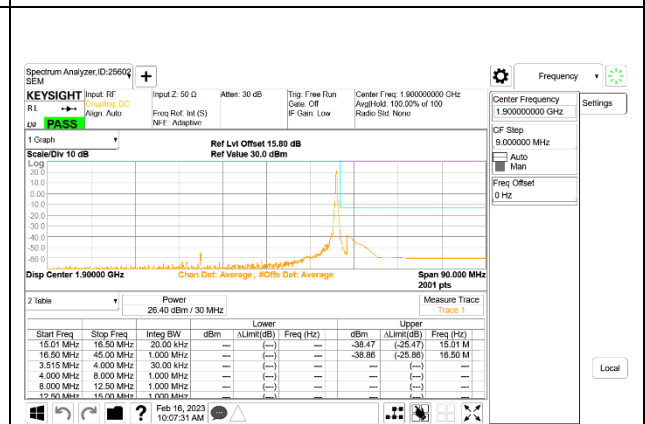 Spectrum Analyzer,ID:25602
SEM
+
Frequency
KEYSIGHT
Input: RF
Input Z: 50 Ω
Atten: 30 dB
Trig: Free Run
Center Freq: 1.900000000 GHz
RL
Coupling: DC
Gate: Off
Avg|Hold: 100.00% of 100
Align: Auto
Freq Ref: Int (S)
IF Gain: Low
Radio Std: None
PASS
NFE: Adaptive
Center Frequency
1.900000000 GHz
Settings
CF Step
9.000000 MHz
Auto
Man
Freq Offset
0 Hz
Local
1 Graph
Ref Lvl Offset 15.80 dB
Scale/Div 10 dB
Ref Value 30.0 dBm
Log
20.0
10.0
0.00
-10.0
-20.0
-30.0
-40.0
-50.0
-60.0
Disp Center 1.90000 GHz
Chan Det: Average, #Offs Det: Average
Span 90.000 MHz
2001 pts
2 Table
Power
26.40 dBm / 30 MHz
Measure Trace
Trace 1
Lower
Upper
Start Freq Stop Freq Integ BW dBm ΔLimit(dB) Freq (Hz) dBm ΔLimit(dB) Freq (Hz)
15.01 MHz 16.50 MHz 20.00 kHz --- (---) --- -38.47 (-25.47) 15.01 M
16.50 MHz 45.00 MHz 1.000 MHz --- (---) --- -38.86 (-25.86) 16.50 M
3.515 MHz 4.000 MHz 30.00 kHz --- (---) --- --- (---) ---
4.000 MHz 8.000 MHz 1.000 MHz --- (---) --- --- (---) ---
8.000 MHz 12.50 MHz 1.000 MHz --- (---) --- --- (---) ---
12.50 MHz 15.00 MHz 1.000 MHz --- (---) --- --- (---) ---
?
Feb 16, 2023
10:07:31 AM